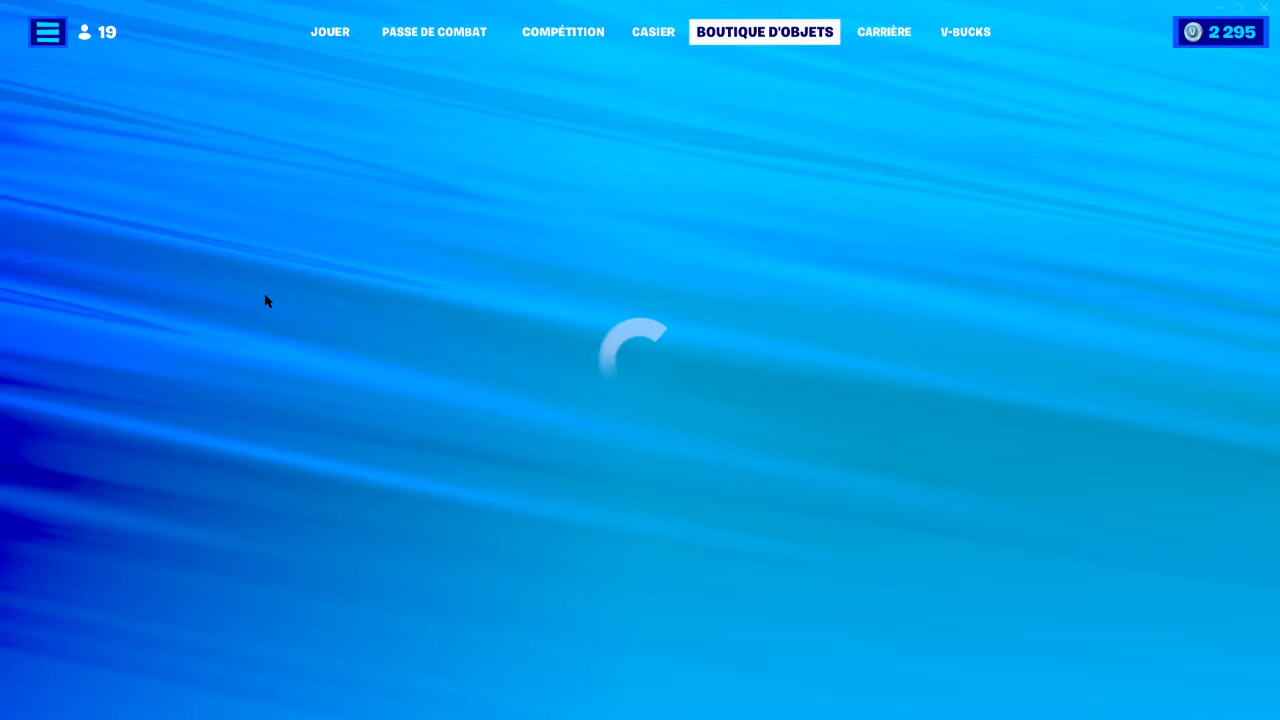 19
JOUER
PASSE DE COMBAT
COMPÉTITION
CASIER
BOUTIQUE D'OBJETS
CARRIÈRE
V-BUCKS
2 295